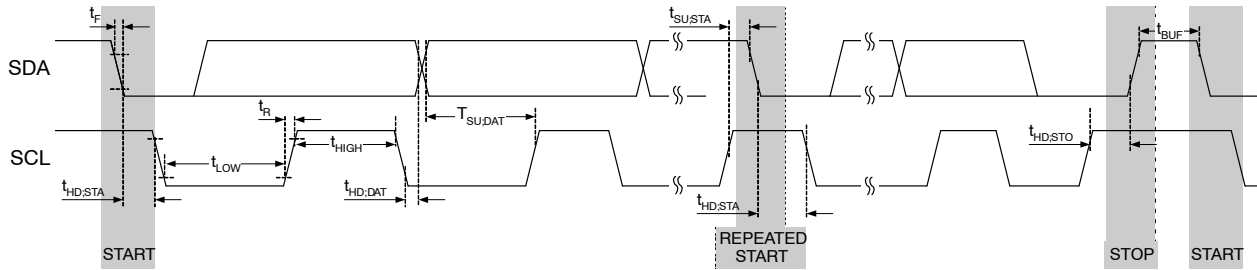 t_F
t_SU;STA
t_BUF
SDA
t_R
T_SU;DAT
t_HIGH
t_HD;STO
SCL
t_LOW
t_HD;STA
t_HD;DAT
t_HD;STA
START
REPEATED
START
STOP
START